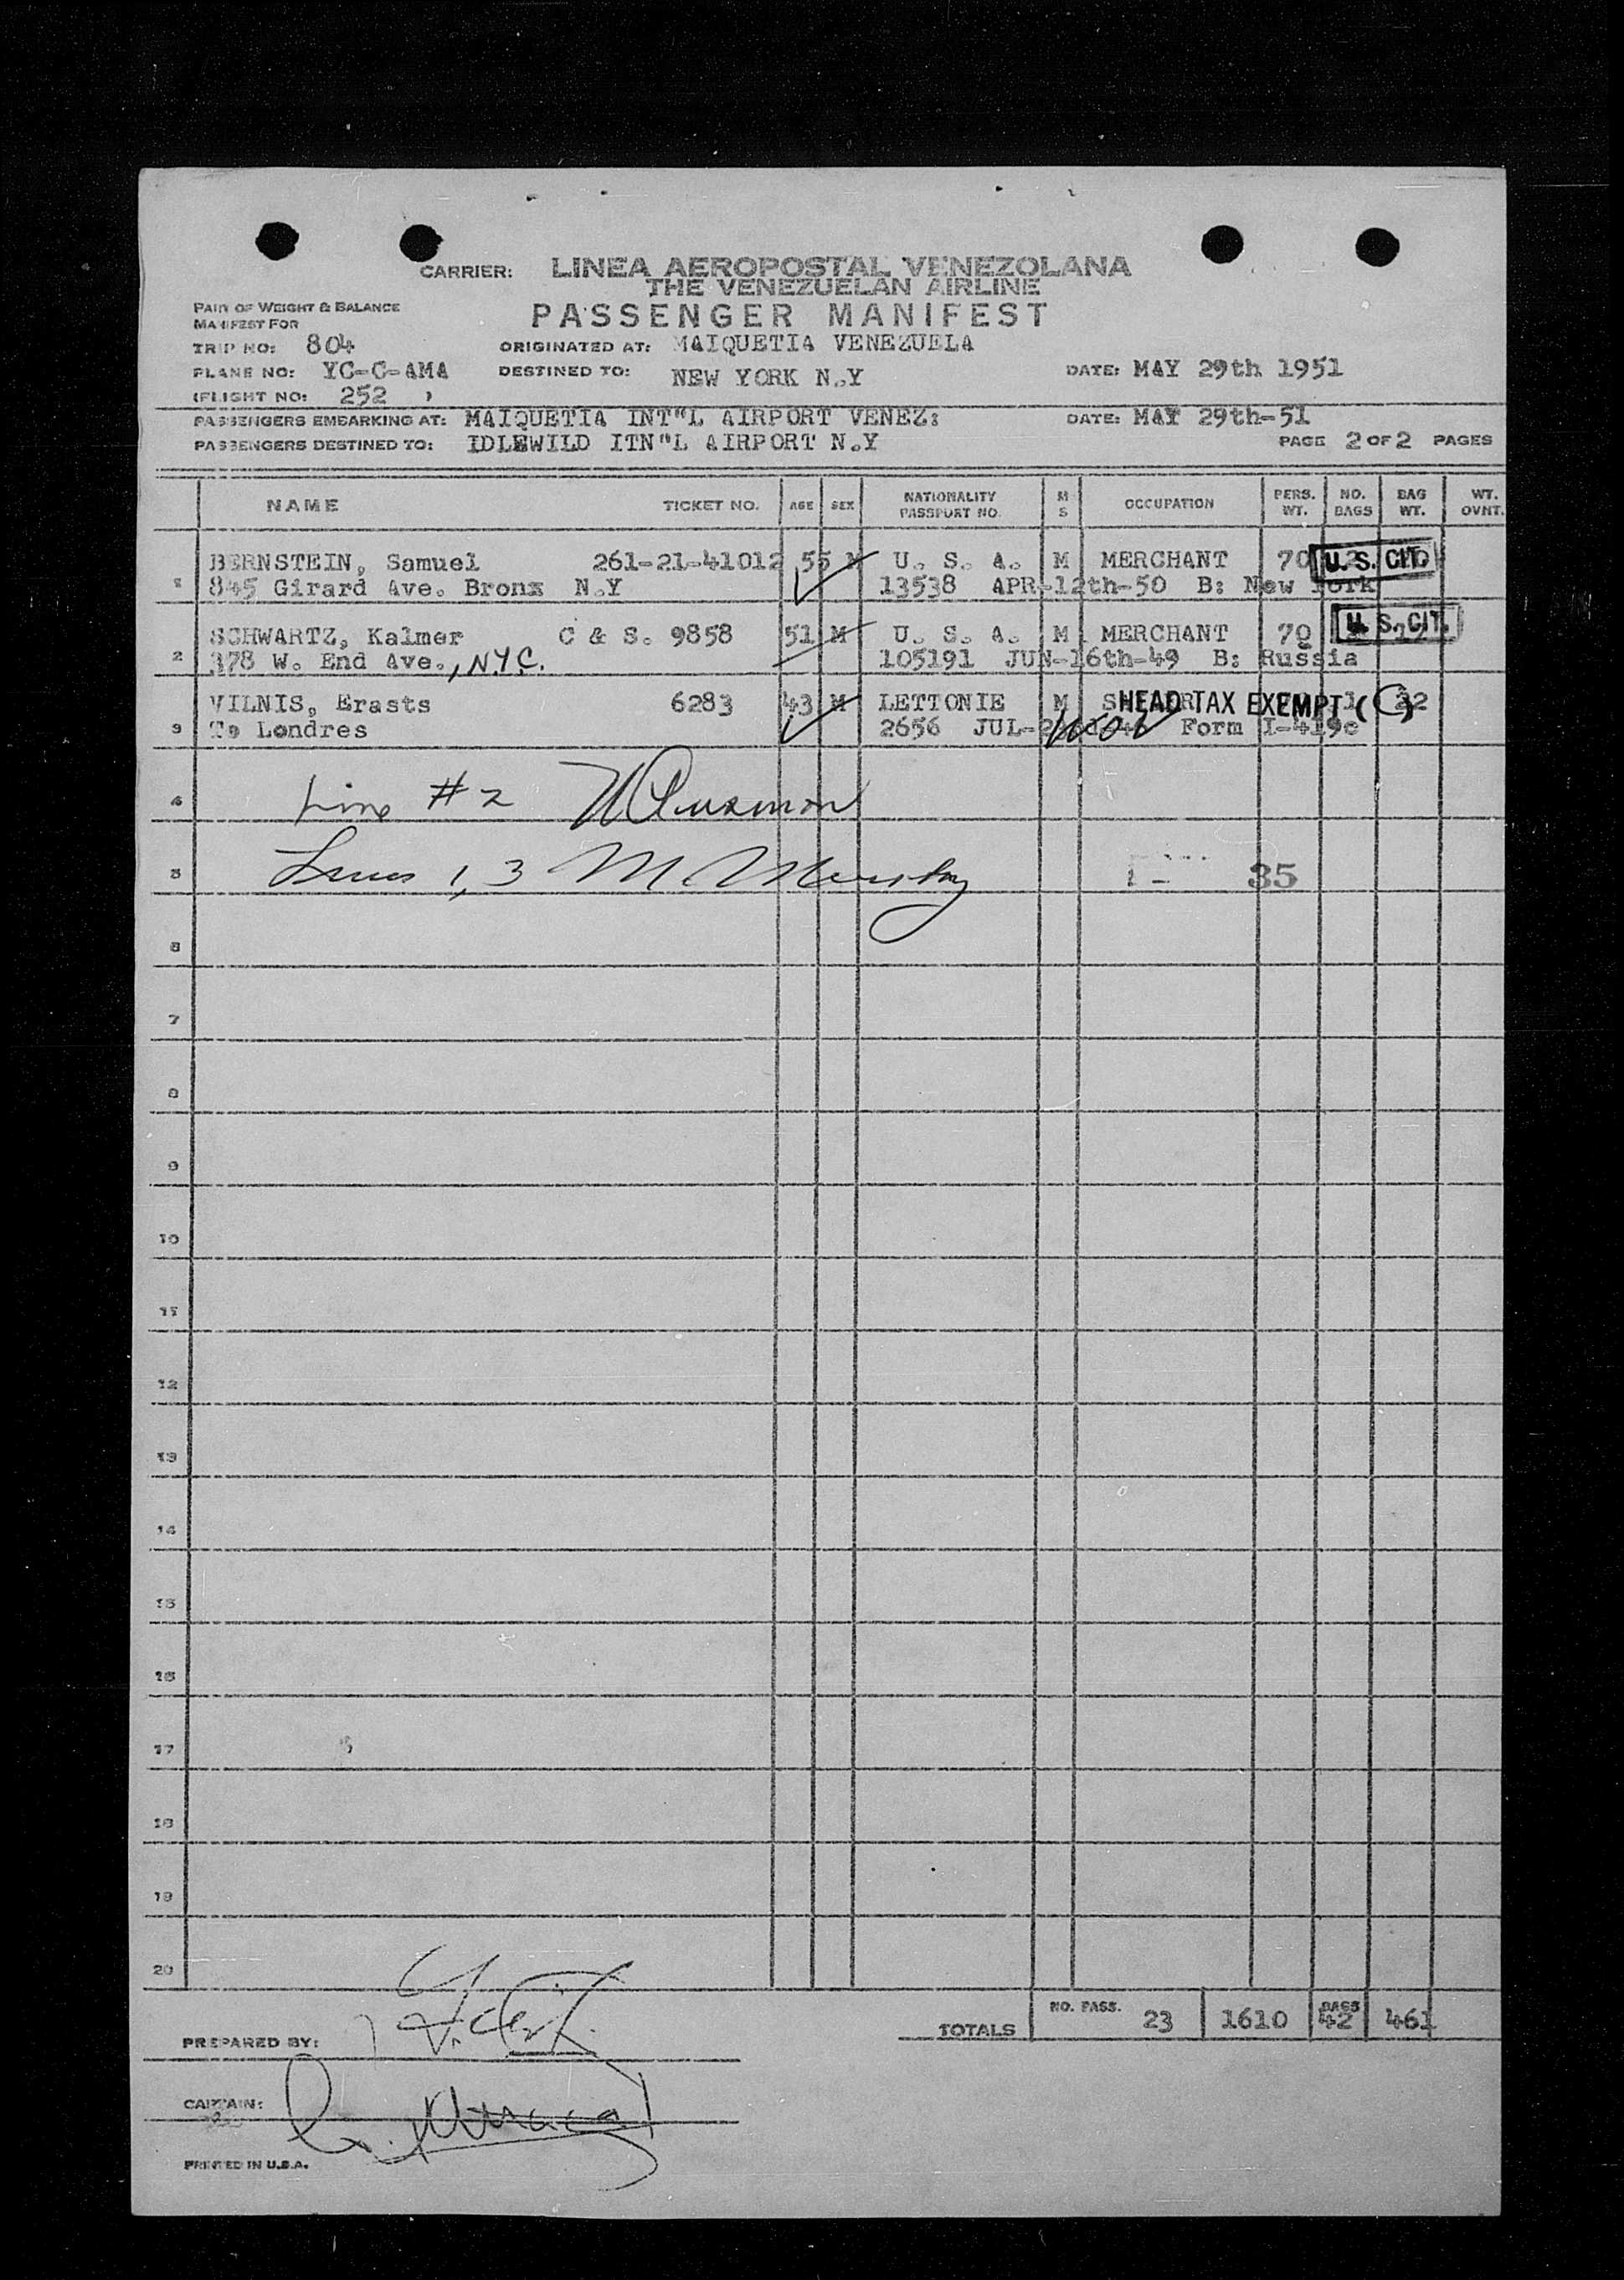 CARRIER: LINEA AEROPOSTAL VENEZOLANA
THE VENEZUELAN AIRLINE
PASSENGER MANIFEST
PART OF WEIGHT & BALANCE
MANIFEST FOR
TRIP NO: 804 ORIGINATED AT: MAIQUETIA VENEZUELA
PLANE NO: YC-C-AMA DESTINED TO: NEW YORK N.Y DATE: MAY 29th 1951
(FLIGHT NO: 252 )
PASSENGERS EMBARKING AT: MAIQUETIA INT"L AIRPORT VENEZ: DATE: MAY 29th-51
PASSENGERS DESTINED TO: IDLEWILD ITN"L AIRPORT N.Y PAGE 2 OF 2 PAGES
NAME TICKET NO. AGE SEX NATIONALITY PASSPORT NO. M S OCCUPATION PERS. WT. NO. BAGS BAG WT. WT. OVNT.
1 BERNSTEIN, Samuel 261-21-41012 55 M U. S. A. M MERCHANT 70 U.S. CIT.
845 Girard Ave. Bronx N.Y 13538 APR-12th-50 B: New York
2 SCHWARTZ, Kalmer C & S. 9858 51 M U. S. A. M MERCHANT 70 U.S. CIT.
378 W. End Ave., N.Y.C. 105191 JUN-16th-49 B: Russia
3 VILNIS, Erasts 6283 43 M LETTONIE M HEAD TAX EXEMPT ( C ) 1 22
To Londres 2656 JUL- Form I-419c
4 Line #2
5 Lines 1, 3 M 35
6
7
8
9
10
11
12
13
14
15
16
17
18
19
20
TOTALS NO. PASS. 23 1610 BAGS 42 461
PREPARED BY:
CAPTAIN:
PRINTED IN U.S.A.